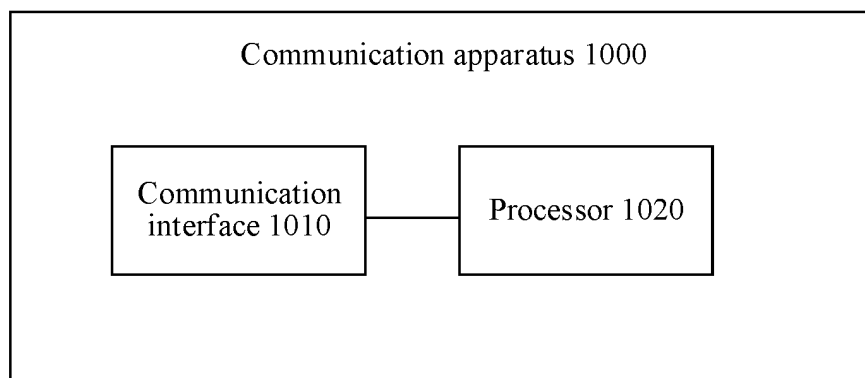 Communication apparatus 1000
Communication
interface 1010
Processor 1020